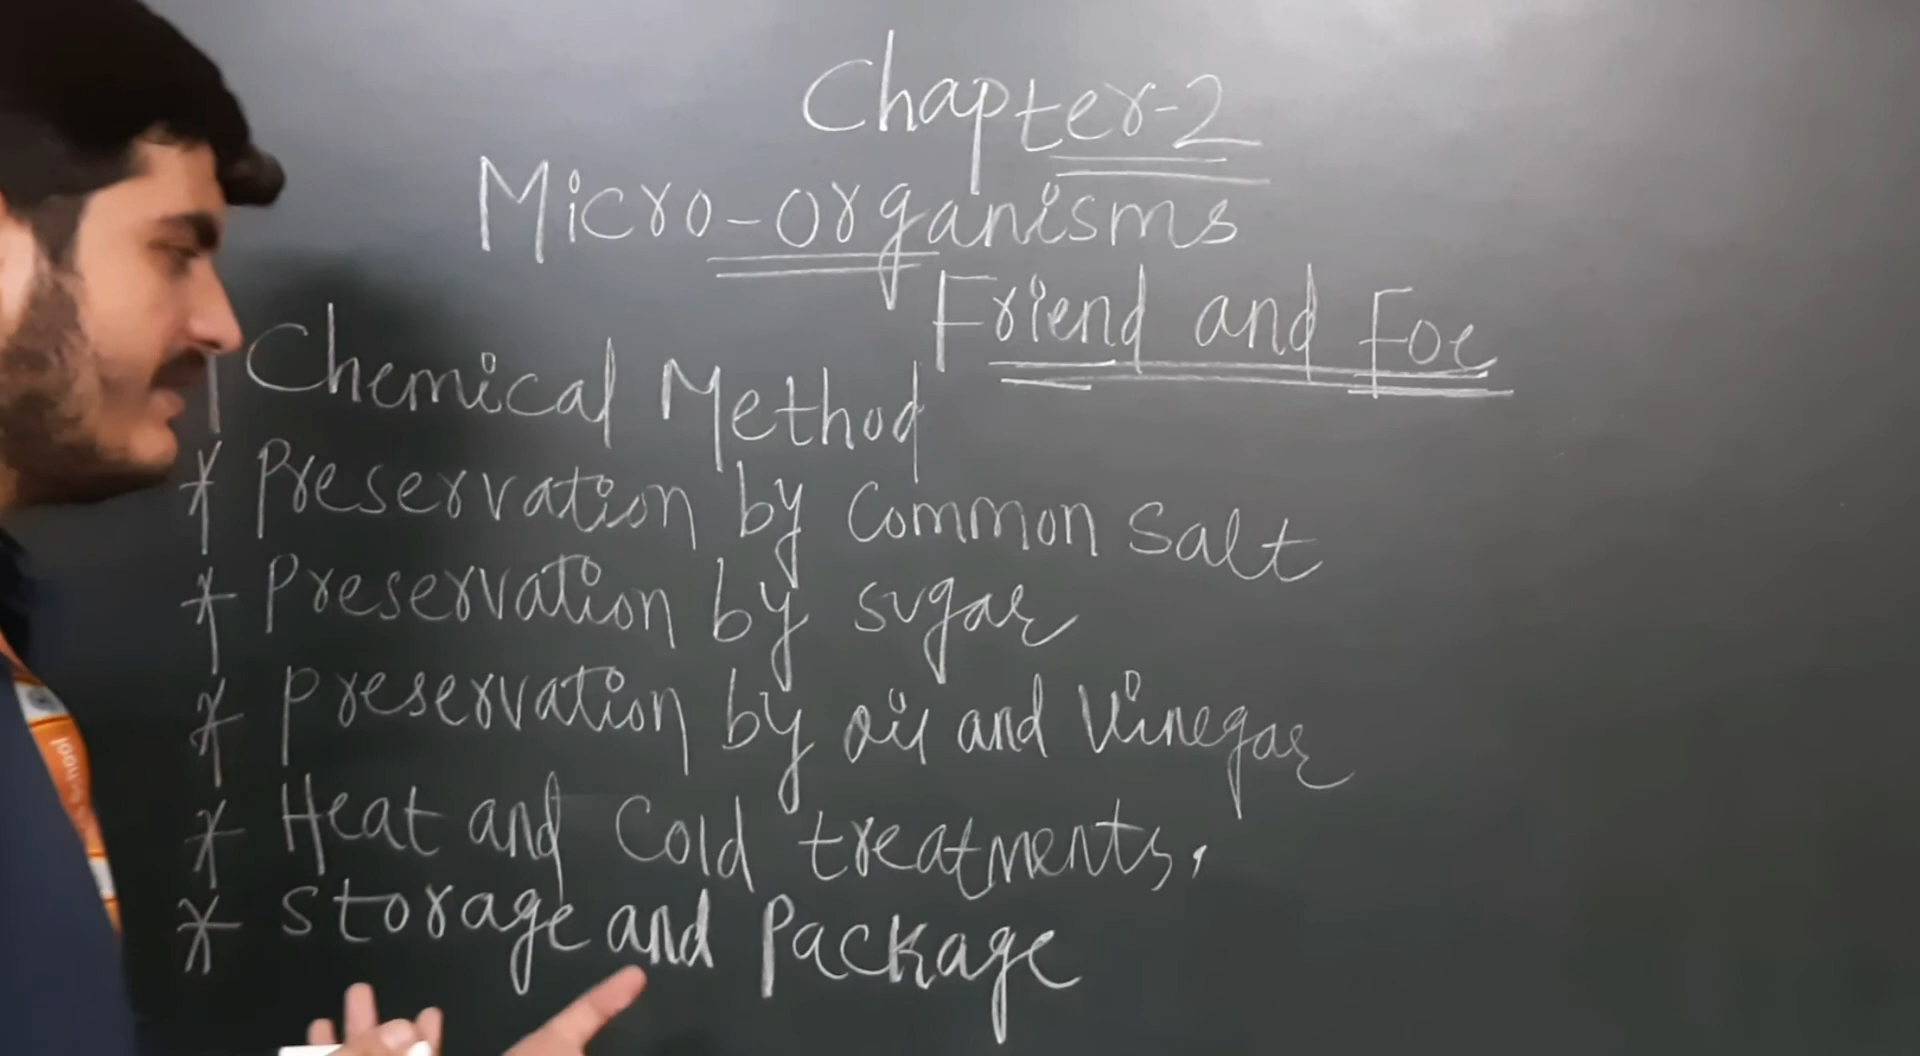 Chapter-2
Micro-organisms
Friend and Foe
Chemical Method
* Preservation by Common Salt
* Preservation by sugar
* preservation by oil and Vinegar
* Heat and Cold treatments,
* Storage and Package